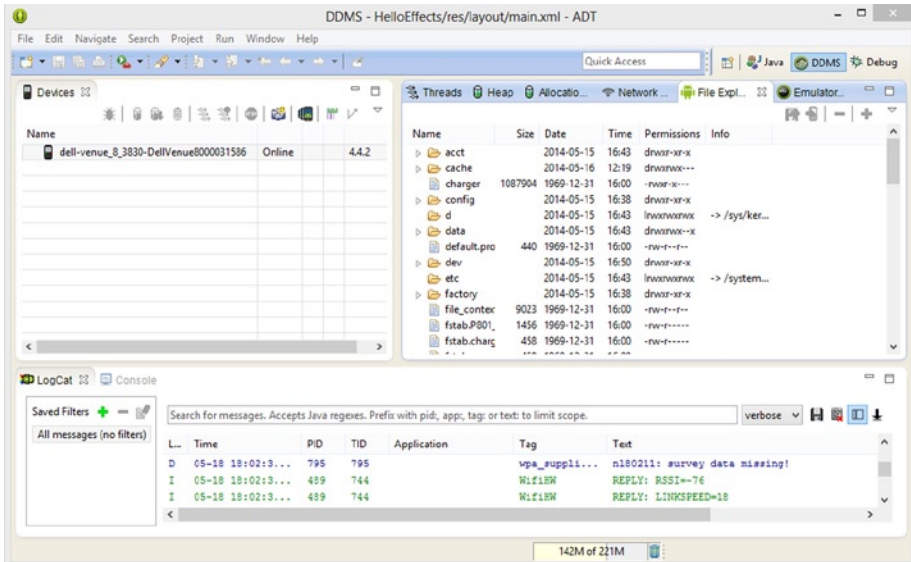 DDMS - HelloEffects/res/layout/main.xml - ADT
File Edit Navigate Search Project Run Window Help
Quick Access Java DDMS Debug
Devices
Name
dell-venue_8_3830-DellVenue8000031586 Online 4.4.2
Threads Heap Allocatio... Network ... File Expl... Emulator...
Name Size Date Time Permissions Info
acct 2014-05-15 16:43 drwxr-xr-x
cache 2014-05-16 12:19 drwxrwx---
charger 1087904 1969-12-31 16:00 -rwxr-x---
config 2014-05-15 16:38 drwxr-xr-x
d 2014-05-15 16:43 lrwxrwxrwx -> /sys/ker...
data 2014-05-15 16:43 drwxrwx--x
default.pro 440 1969-12-31 16:00 -rw-r--r--
dev 2014-05-15 16:50 drwxr-xr-x
etc 2014-05-15 16:43 lrwxrwxrwx -> /system...
factory 2014-05-15 16:38 drwxr-xr-x
file_contex 9023 1969-12-31 16:00 -rw-r--r--
fstab.P801_ 1456 1969-12-31 16:00 -rw-r-----
fstab.charg 458 1969-12-31 16:00 -rw-r-----
LogCat Console
Saved Filters
All messages (no filters)
Search for messages. Accepts Java regexes. Prefix with pid:, app:, tag: or text: to limit scope.
verbose
L... Time PID TID Application Tag Text
D 05-18 18:02:3... 795 795 wpa_suppli... nl80211: survey data missing!
I 05-18 18:02:3... 489 744 WifiHW REPLY: RSSI=-76
I 05-18 18:02:3... 489 744 WifiHW REPLY: LINKSPEED=18
142M of 221M